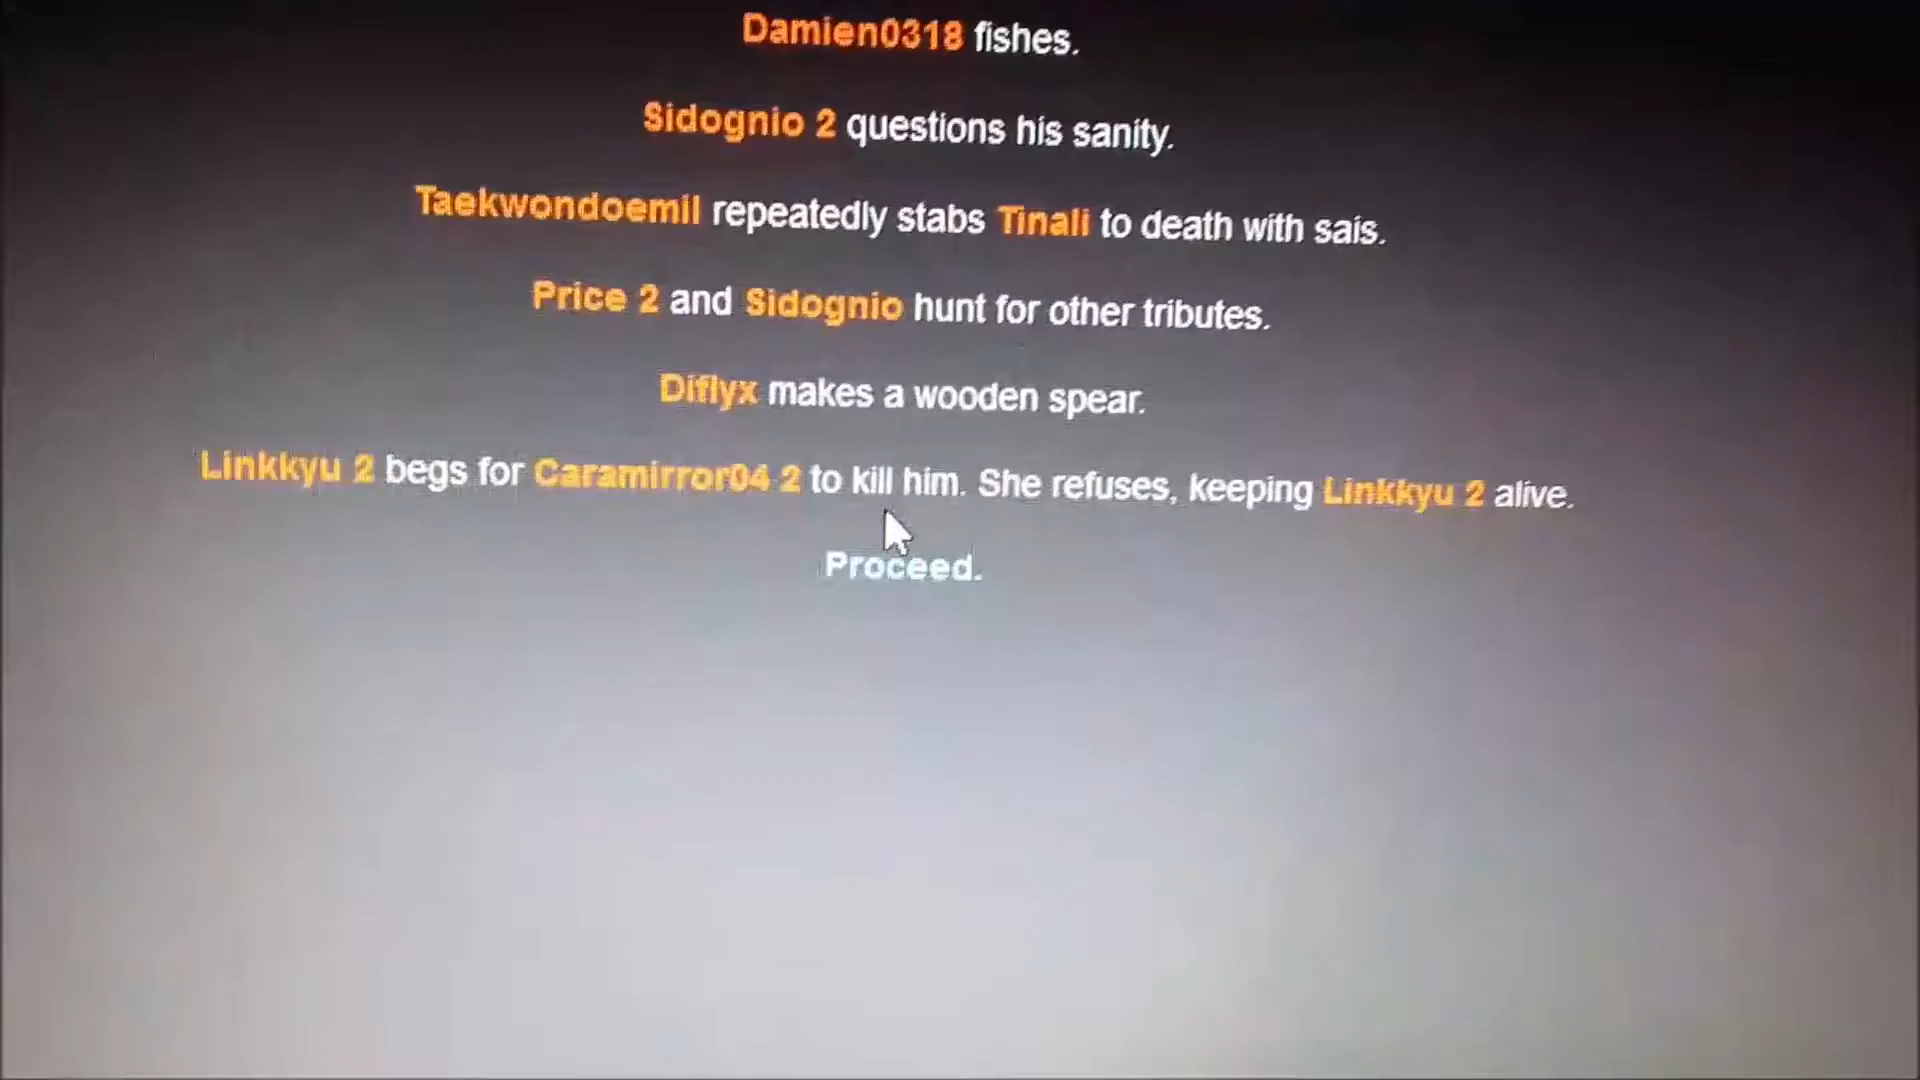 Damien0318 fishes.
Sidognio 2 questions his sanity.
Taekwondoemil repeatedly stabs Tinali to death with sais.
Price 2 and Sidognio hunt for other tributes.
Diflyx makes a wooden spear.
Linkkyu 2 begs for Caramirror04 2 to kill him. She refuses, keeping Linkkyu 2 alive.
Proceed.